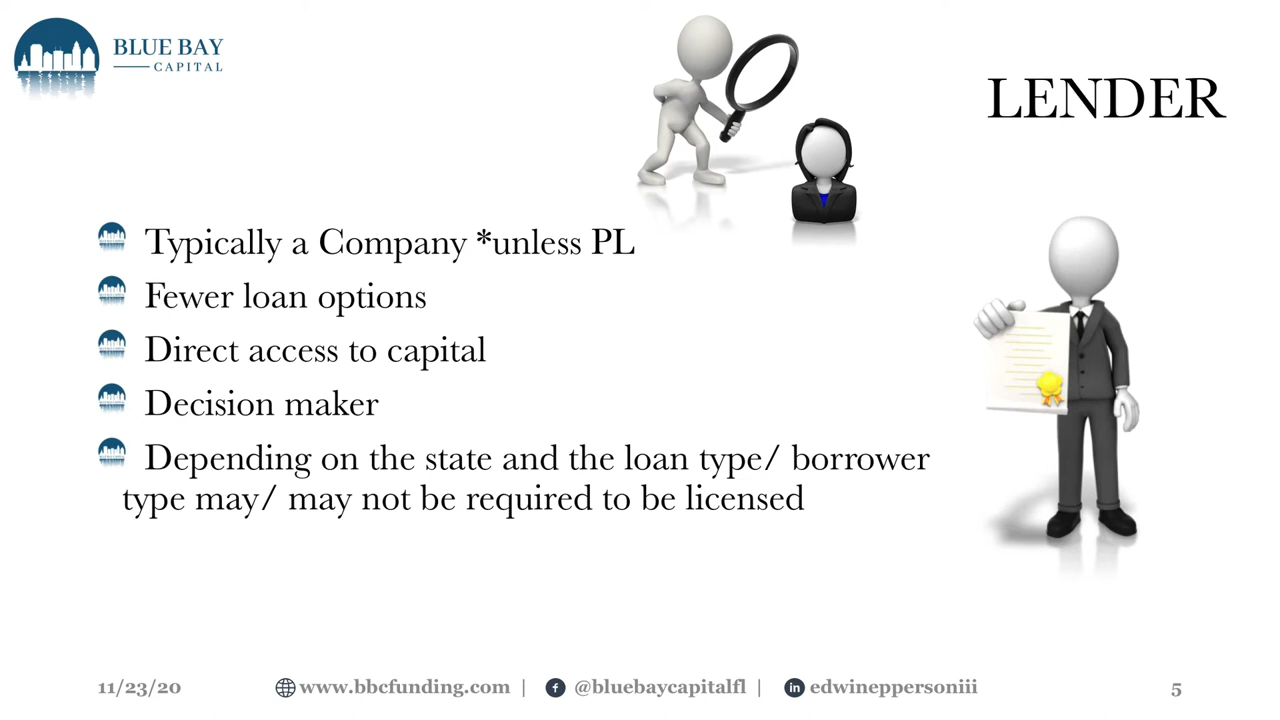 BLUE BAY
CAPITAL
LENDER
Typically a Company *unless PL
Fewer loan options
Direct access to capital
Decision maker
Depending on the state and the loan type/ borrower
type may/ may not be required to be licensed
11/23/20 www.bbcfunding.com | @bluebaycapitalfl | edwineppersoniii 5